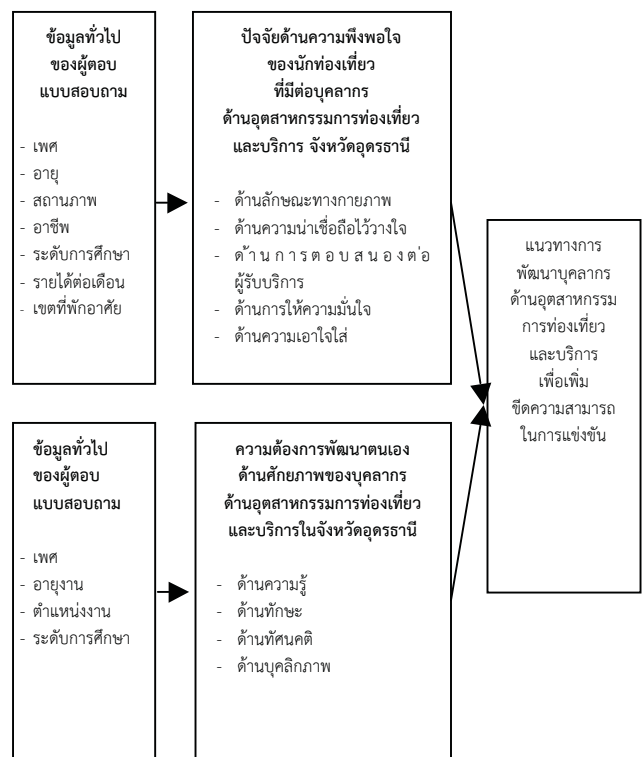 ข้อมูลทั่วไป
ของผู้ตอบ
แบบสอบถาม
- เพศ
- อายุ
- สถานภาพ
- อาชีพ
- ระดับการศึกษา
- รายได้ต่อเดือน
- เขตที่พักอาศัย
ปัจจัยด้านความพึงพอใจ
ของนักท่องเที่ยว
ที่มีต่อบุคลากร
ด้านอุตสาหกรรมการท่องเที่ยว
และบริการ จังหวัดอุดรธานี
- ด้านลักษณะทางกายภาพ
- ด้านความน่าเชื่อถือไว้วางใจ
- ด้านการตอบสนองต่อ
ผู้รับบริการ
- ด้านการให้ความมั่นใจ
- ด้านความเอาใจใส่
แนวทางการ
พัฒนาบุคลากร
ด้านอุตสาหกรรม
การท่องเที่ยว
และบริการ
เพื่อเพิ่ม
ขีดความสามารถ
ในการแข่งขัน
ข้อมูลทั่วไป
ของผู้ตอบ
แบบสอบถาม
- เพศ
- อายุงาน
- ตำแหน่งงาน
- ระดับการศึกษา
ความต้องการพัฒนาตนเอง
ด้านศักยภาพของบุคลากร
ด้านอุตสาหกรรมการท่องเที่ยว
และบริการในจังหวัดอุดรธานี
- ด้านความรู้
- ด้านทักษะ
- ด้านทัศนคติ
- ด้านบุคลิกภาพ